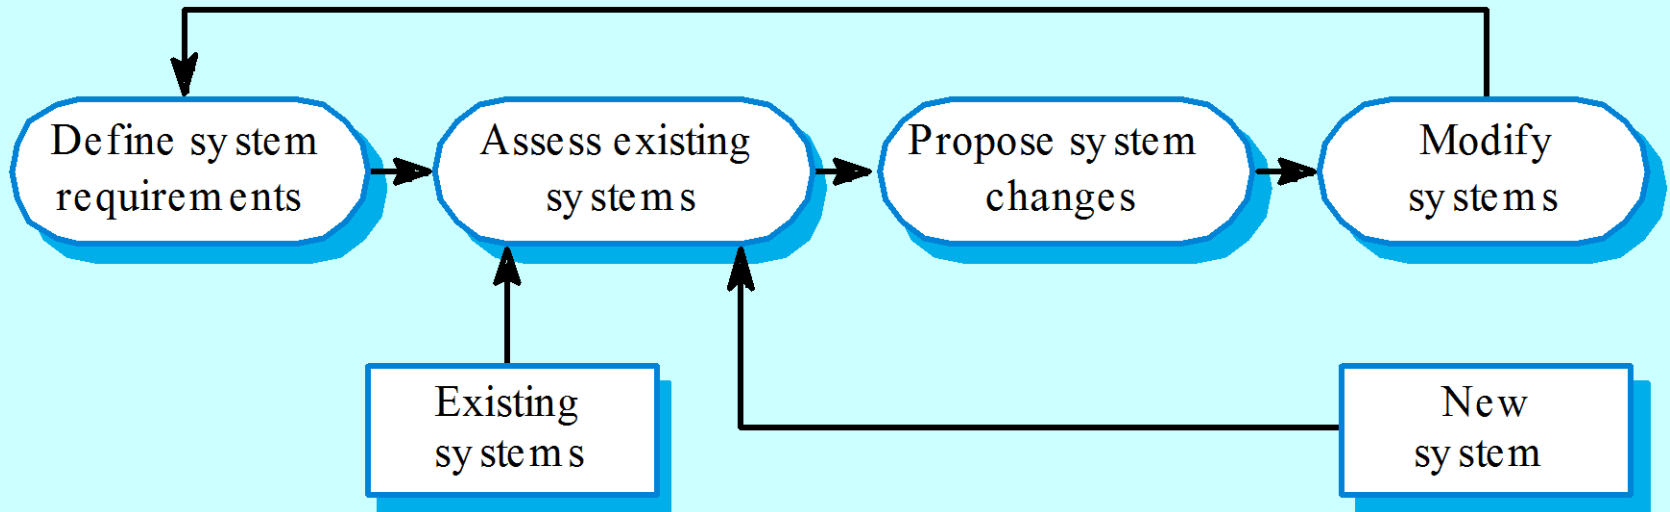 Define system
requirements
Assess existing
systems
Propose system
changes
Modify
systems
Existing
systems
New
system